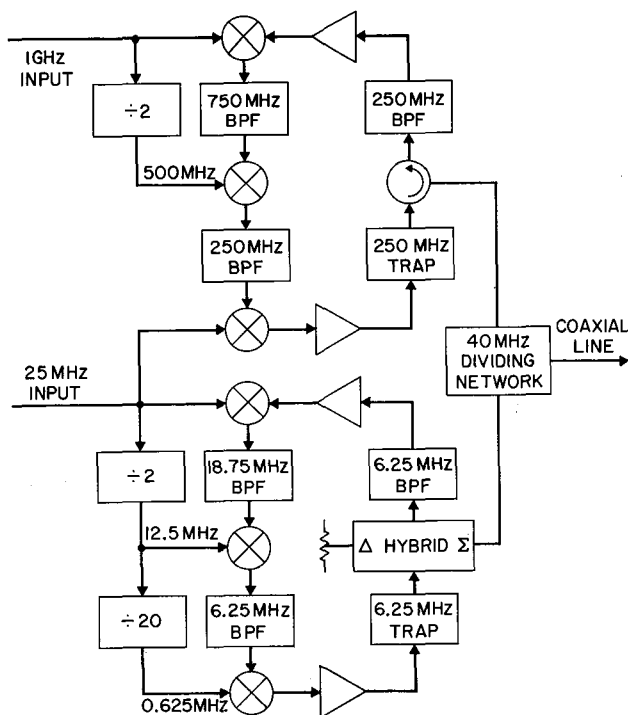 1GHz
INPUT
÷2
750 MHz
BPF
250 MHz
BPF
500MHz
250 MHz
BPF
250 MHz
TRAP
25 MHz
INPUT
40 MHz
DIVIDING
NETWORK
COAXIAL
LINE
÷2
18.75 MHz
BPF
6.25 MHz
BPF
12.5 MHz
Δ HYBRID Σ
÷20
6.25 MHz
BPF
6.25 MHz
TRAP
0.625MHz